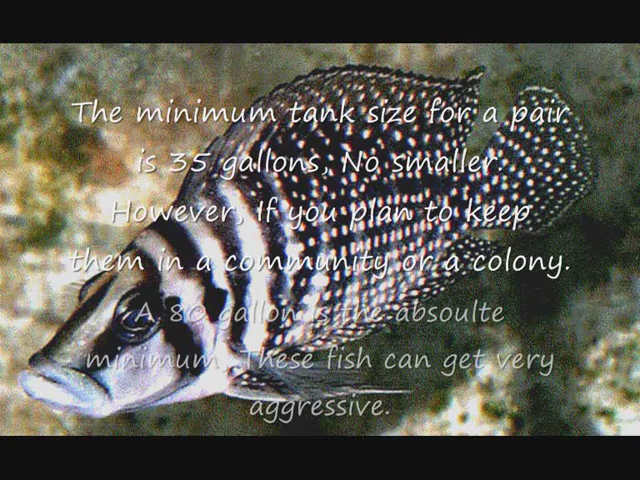 The minimum tank size for a pair
is 35 gallons, No smaller.
However, If you plan to keep
them in a community or a colony.
A 80 gallon is the absoulte
minimum. These fish can get very
aggressive.